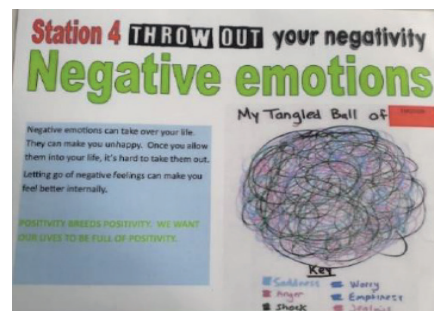 Station 4 THROW OUT your negativity
Negative emotions
Negative emotions can take over your life.
They can make you unhappy. Once you allow
them into your life, it's hard to take them out.
Letting go of negative feelings can make you
feel better internally.
POSITIVITY BREEDS POSITIVITY. WE WANT
OUR LIVES TO BE FULL OF POSITIVITY.
My Tangled Ball of
Key
Saddness
Worry
Anger
Emptiness
Shock